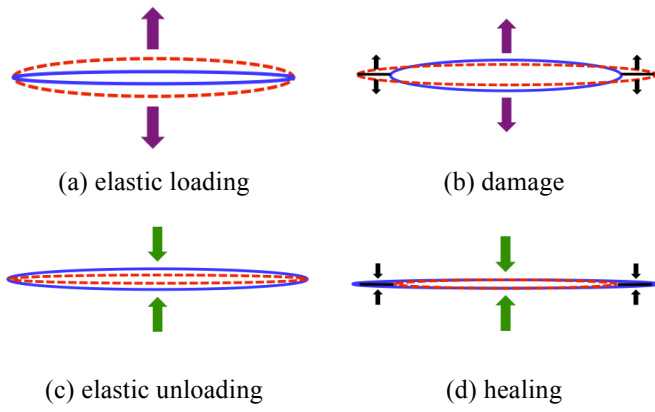 (a) elastic loading
(b) damage
(c) elastic unloading
(d) healing